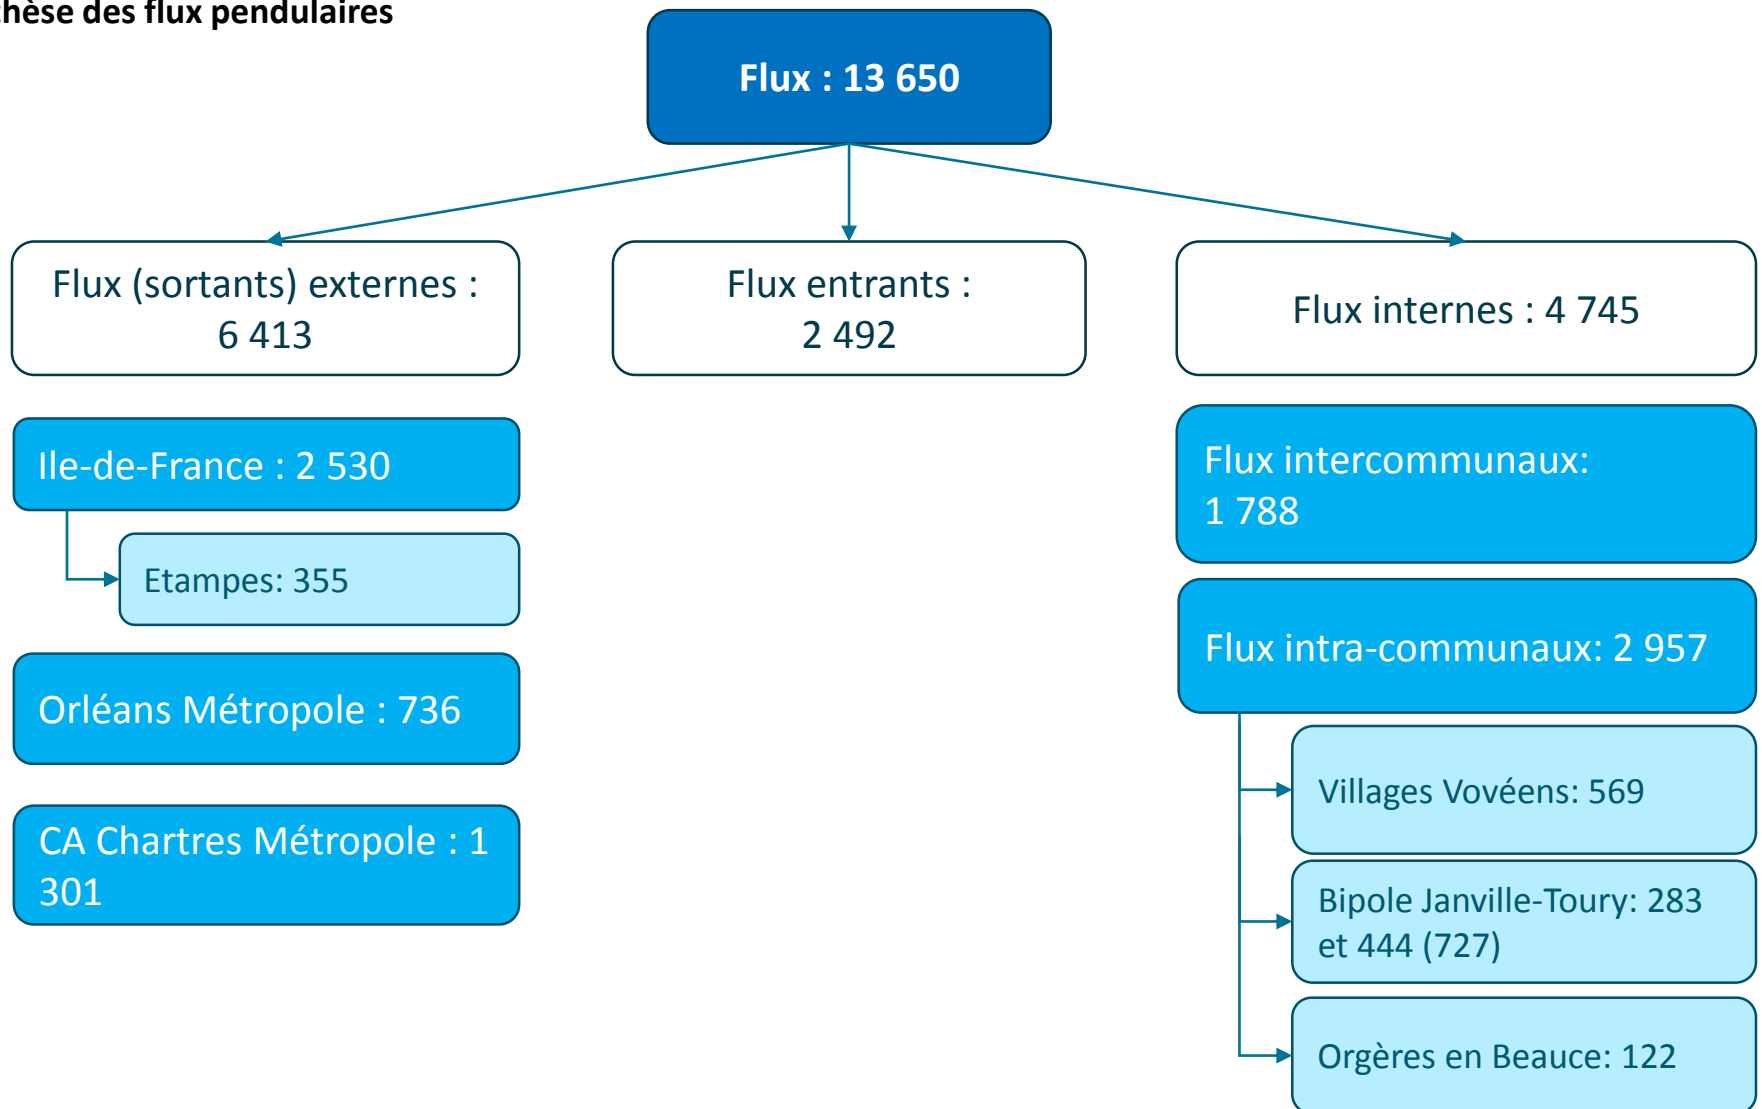 hèse des flux pendulaires
Flux : 13 650
Flux (sortants) externes :
6 413
Flux entrants :
2 492
Flux internes : 4 745
Ile-de-France : 2 530
Etampes: 355
Orléans Métropole : 736
CA Chartres Métropole : 1
301
Flux intercommunaux:
1 788
Flux intra-communaux: 2 957
Villages Vovéens: 569
Bipole Janville-Toury: 283
et 444 (727)
Orgères en Beauce: 122